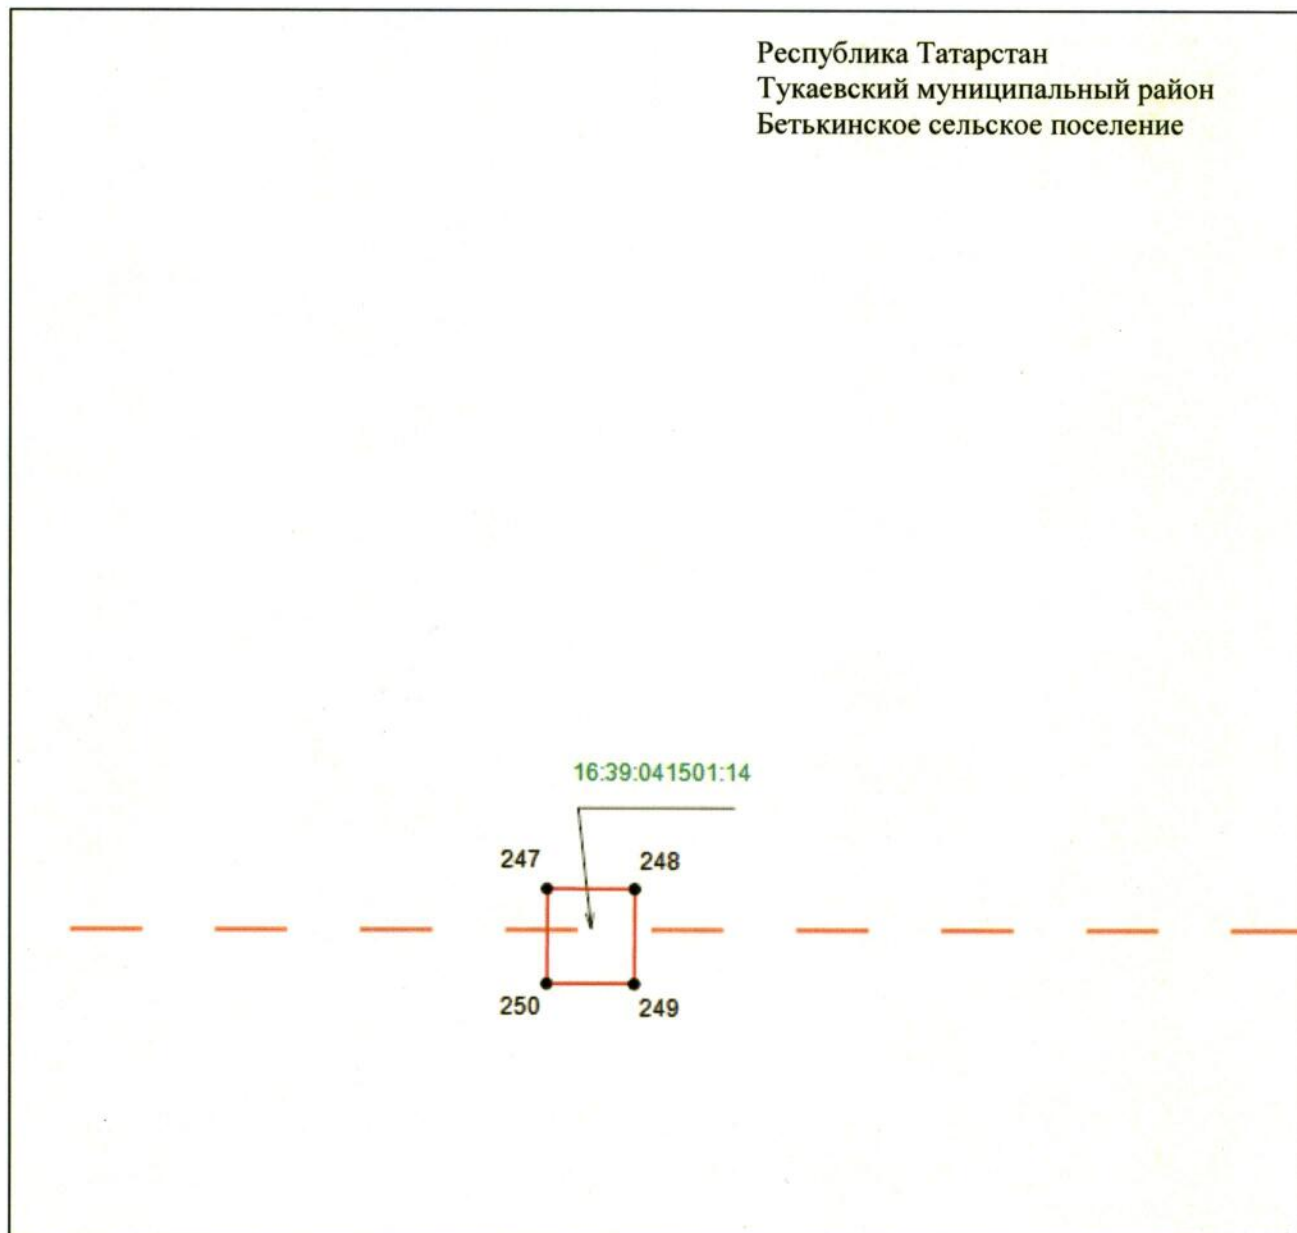 Республика Татарстан
Тукаевский муниципальный район
Бетькинское сельское поселение
16:39:041501:14
247
248
250
249